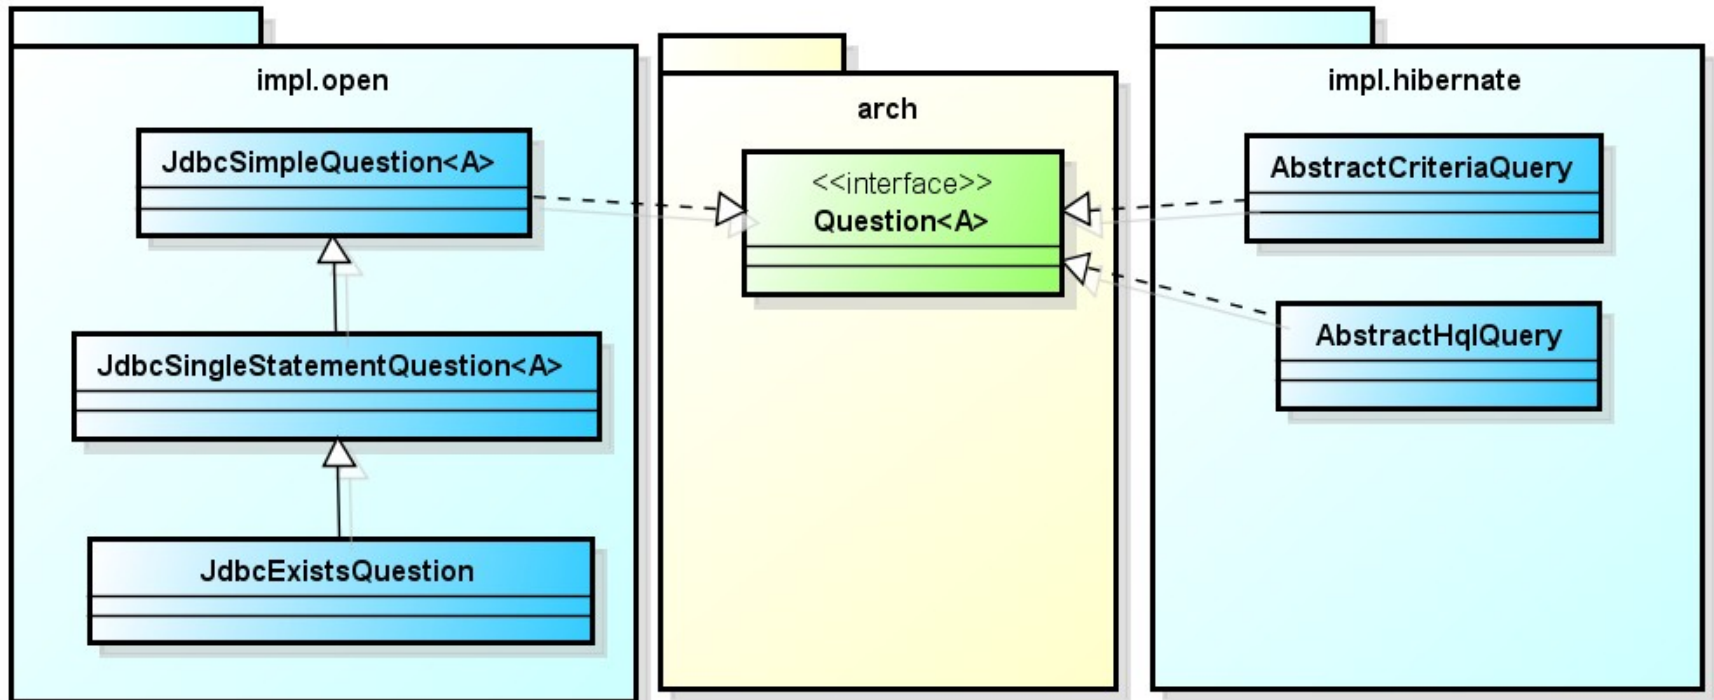 impl.open
JdbcSimpleQuestion<A>
JdbcSingleStatementQuestion<A>
JdbcExistsQuestion
arch
<<interface>>
Question<A>
impl.hibernate
AbstractCriteriaQuery
AbstractHqlQuery